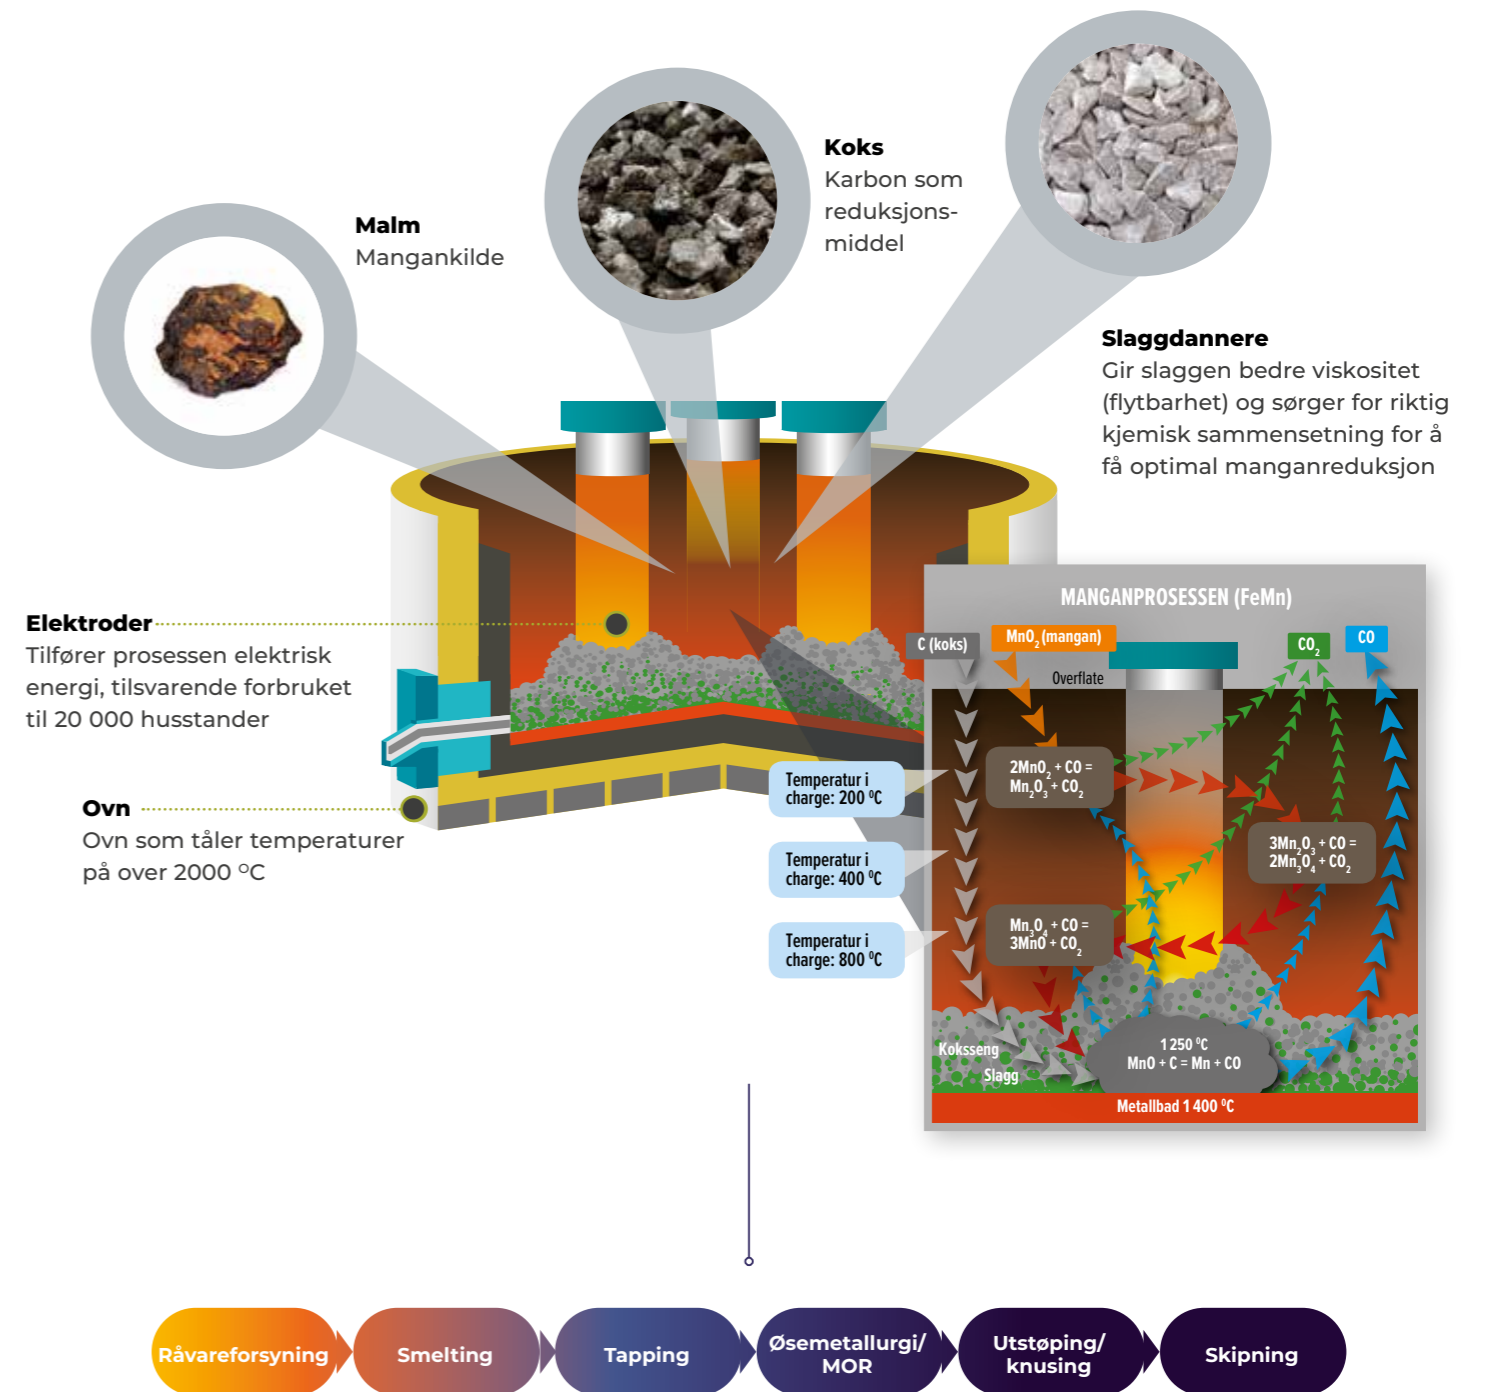 Malm
Mangankilde
Koks
Karbon som
reduksjons-
middel
Slaggdannere
Gir slaggen bedre viskositet
(flytbarhet) og sørger for riktig
kjemisk sammensetning for å
få optimal manganreduksjon
Elektroder
Tilfører prosessen elektrisk
energi, tilsvarende forbruket
til 20 000 husstander
Ovn
Ovn som tåler temperaturer
på over 2000 °C
MANGANPROSESSEN (FeMn)
C (koks)
MnO₂ (mangan)
CO₂
CO
Overflate
Temperatur i
charge: 200 °C
2MnO₂ + CO =
Mn₂O₃ + CO₂
3Mn₂O₃ + CO =
2Mn₃O₄ + CO₂
Temperatur i
charge: 400 °C
Temperatur i
charge: 800 °C
Mn₃O₄ + CO =
3MnO + CO₂
Koksseng
Slagg
1 250 °C
MnO + C = Mn + CO
Metallbad 1 400 °C
Råvareforsyning
Smelting
Tapping
Øsemetallurgi/
MOR
Utstøping/
knusing
Skipning